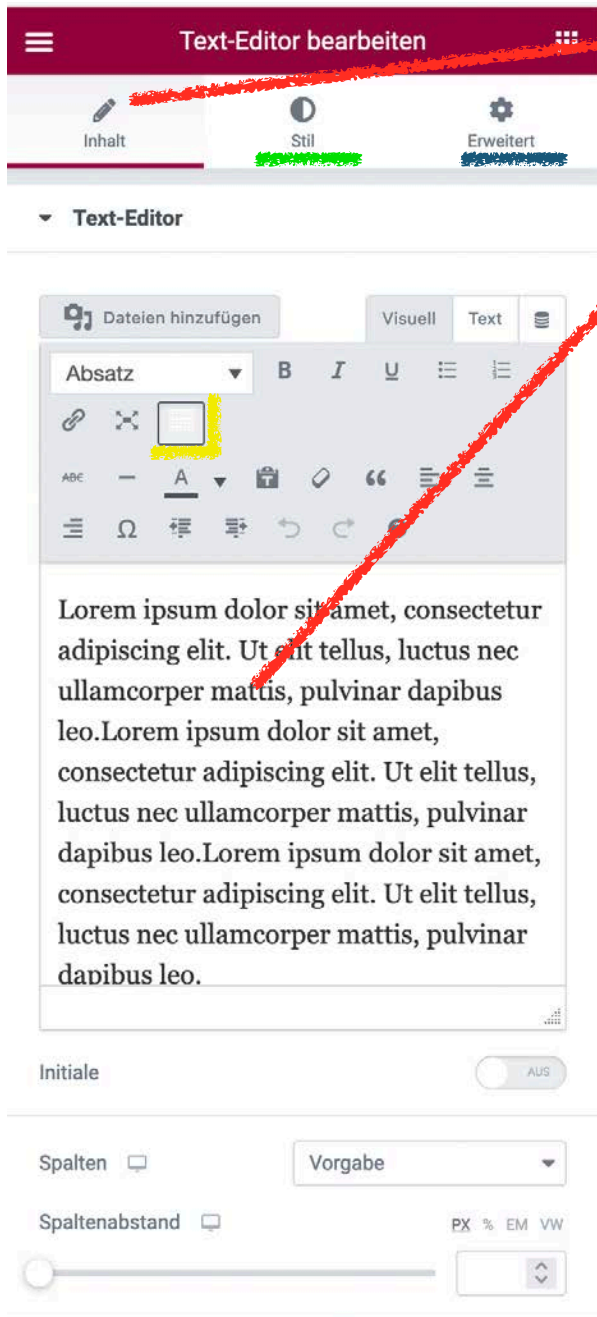 Text-Editor bearbeiten
Inhalt Stil Erweitert
Text-Editor
Dateien hinzufügen Visuell Text
Absatz B I U
ABC A
Ω
Lorem ipsum dolor sit amet, consectetur
adipiscing elit. Ut elit tellus, luctus nec
ullamcorper mattis, pulvinar dapibus
leo.Lorem ipsum dolor sit amet,
consectetur adipiscing elit. Ut elit tellus,
luctus nec ullamcorper mattis, pulvinar
dapibus leo.Lorem ipsum dolor sit amet,
consectetur adipiscing elit. Ut elit tellus,
luctus nec ullamcorper mattis, pulvinar
dapibus leo.
Initiale AUS
Spalten Vorgabe
Spaltenabstand PX % EM VW